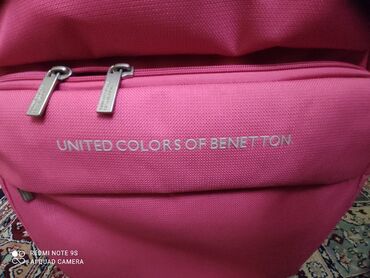 UNITED COLORS OF BENETTON.
REDMI NOTE 9S
AI QUAD CAMERA